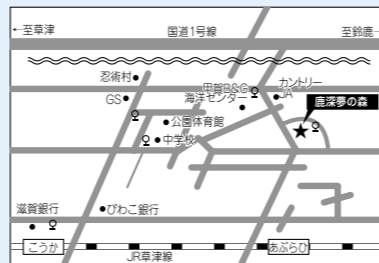 ←至草津
国道1号線
至鈴鹿→
忍術村
甲賀B&G
海洋センター
カントリー
JA
GS
鹿深夢の森
公園体育館
中学校
滋賀銀行
びわこ銀行
こうか
あぶらひ
JR草津線